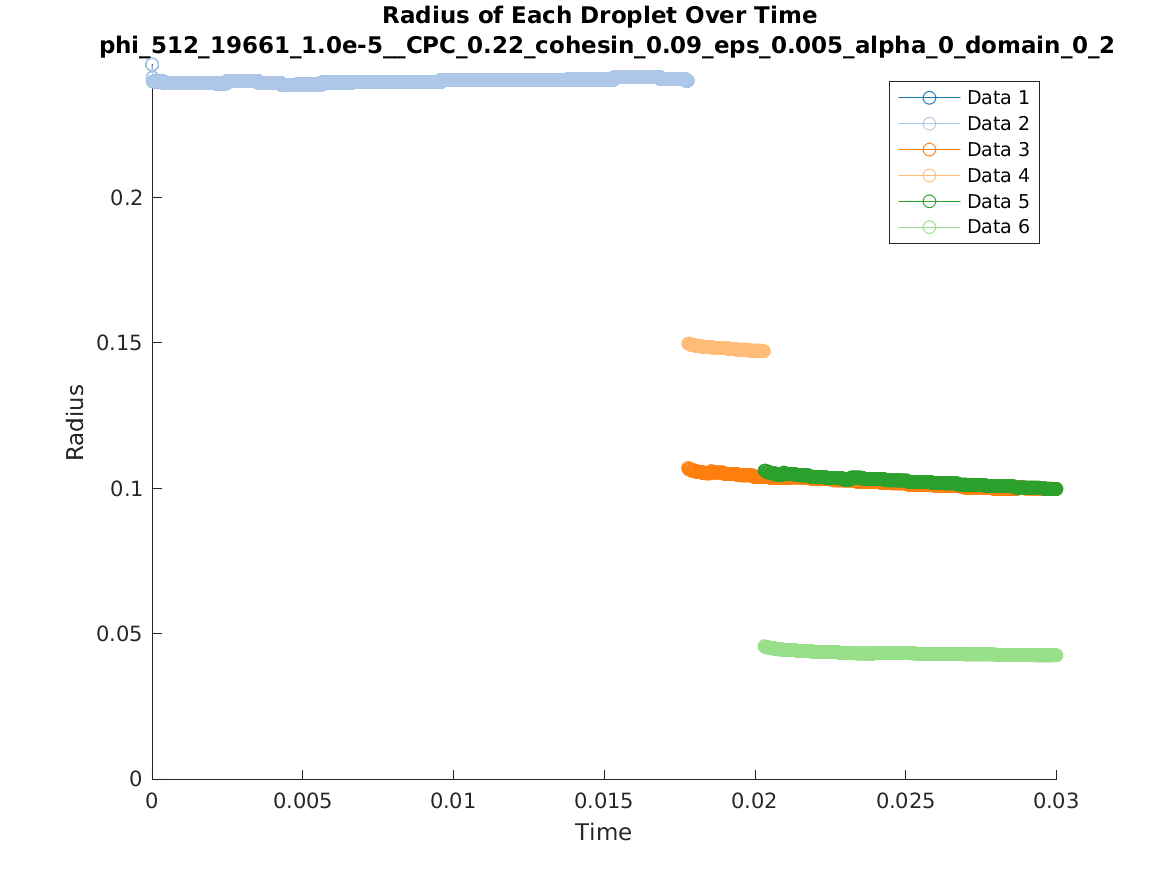 Radius of Each Droplet Over Time
phi_512_19661_1.0e-5__CPC_0.22_cohesin_0.09_eps_0.005_alpha_0_domain_0_2
Data 1
Data 2
Data 3
Data 4
Data 5
Data 6
0.2
0.15
0.1
0.05
0
Radius
0
0.005
0.01
0.015
0.02
0.025
0.03
Time